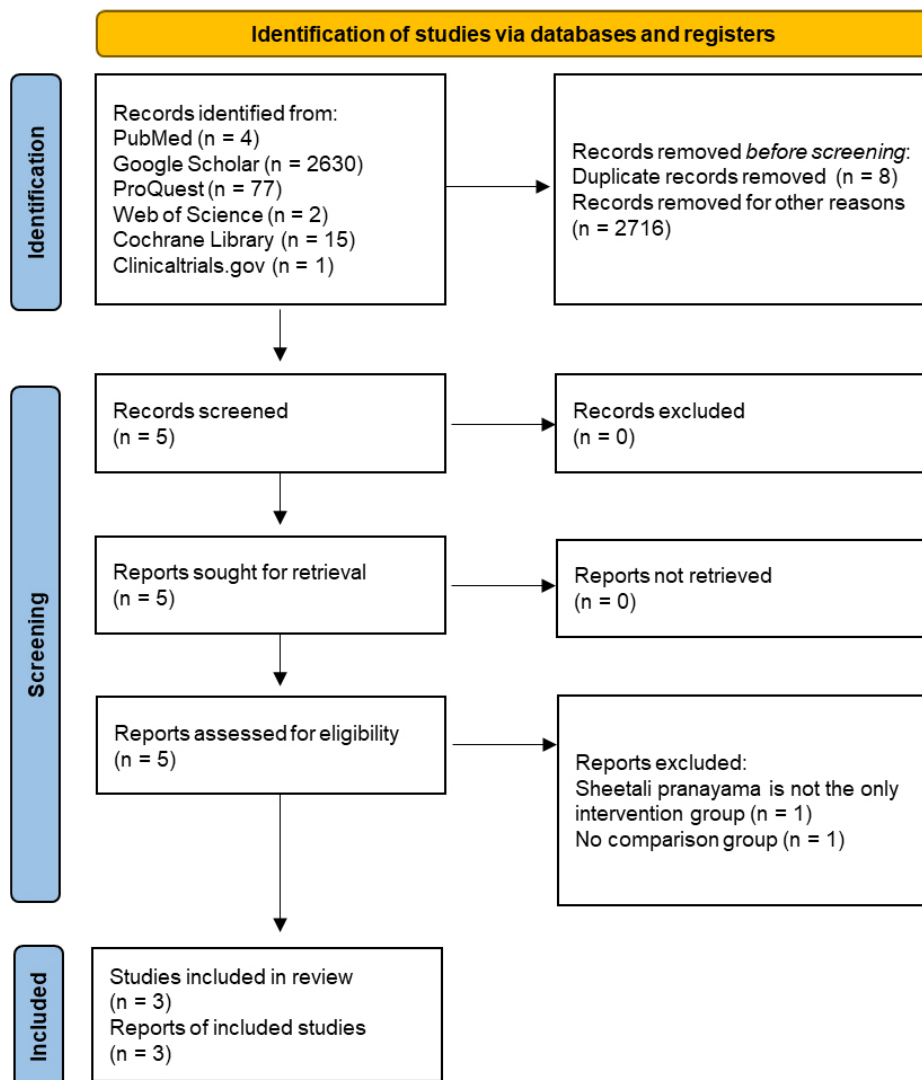 Identification of studies via databases and registers
Identification
Records identified from:
PubMed (n = 4)
Google Scholar (n = 2630)
ProQuest (n = 77)
Web of Science (n = 2)
Cochrane Library (n = 15)
Clinicaltrials.gov (n = 1)
Records removed before screening:
Duplicate records removed (n = 8)
Records removed for other reasons
(n = 2716)
Screening
Records screened
(n = 5)
Records excluded
(n = 0)
Reports sought for retrieval
(n = 5)
Reports not retrieved
(n = 0)
Reports assessed for eligibility
(n = 5)
Reports excluded:
Sheetali pranayama is not the only
intervention group (n = 1)
No comparison group (n = 1)
Included
Studies included in review
(n = 3)
Reports of included studies
(n = 3)